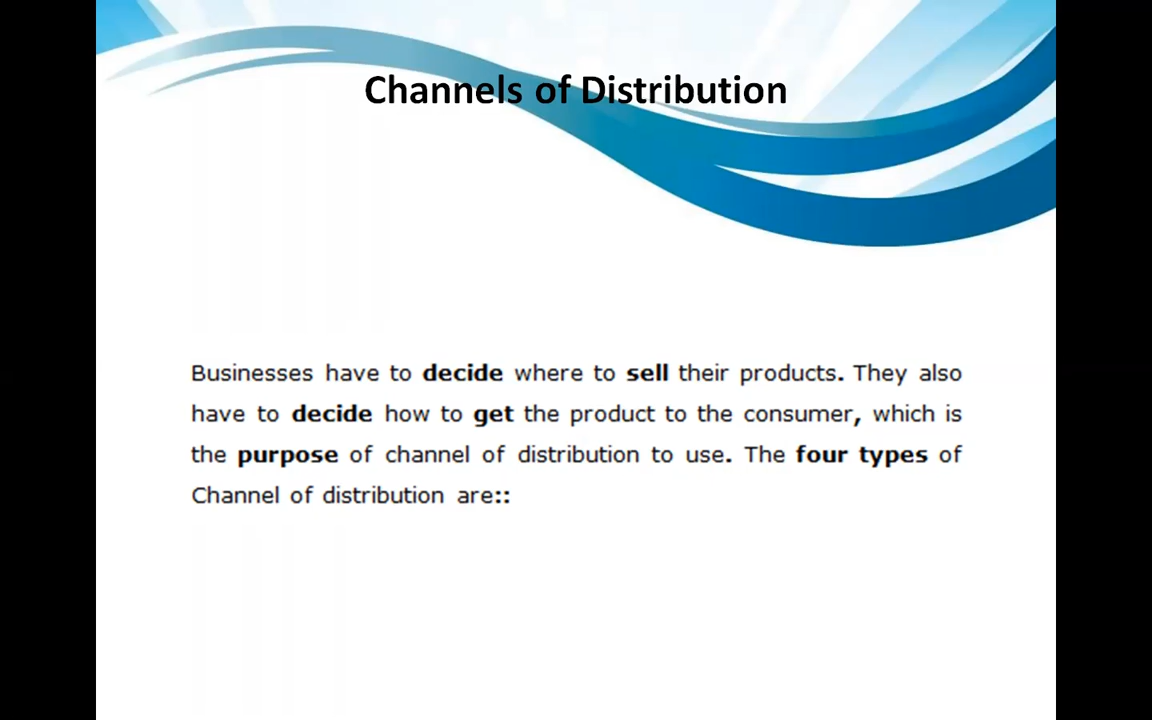 Channels of Distribution
Businesses have to decide where to sell their products. They also
have to decide how to get the product to the consumer, which is
the purpose of channel of distribution to use. The four types of
Channel of distribution are::